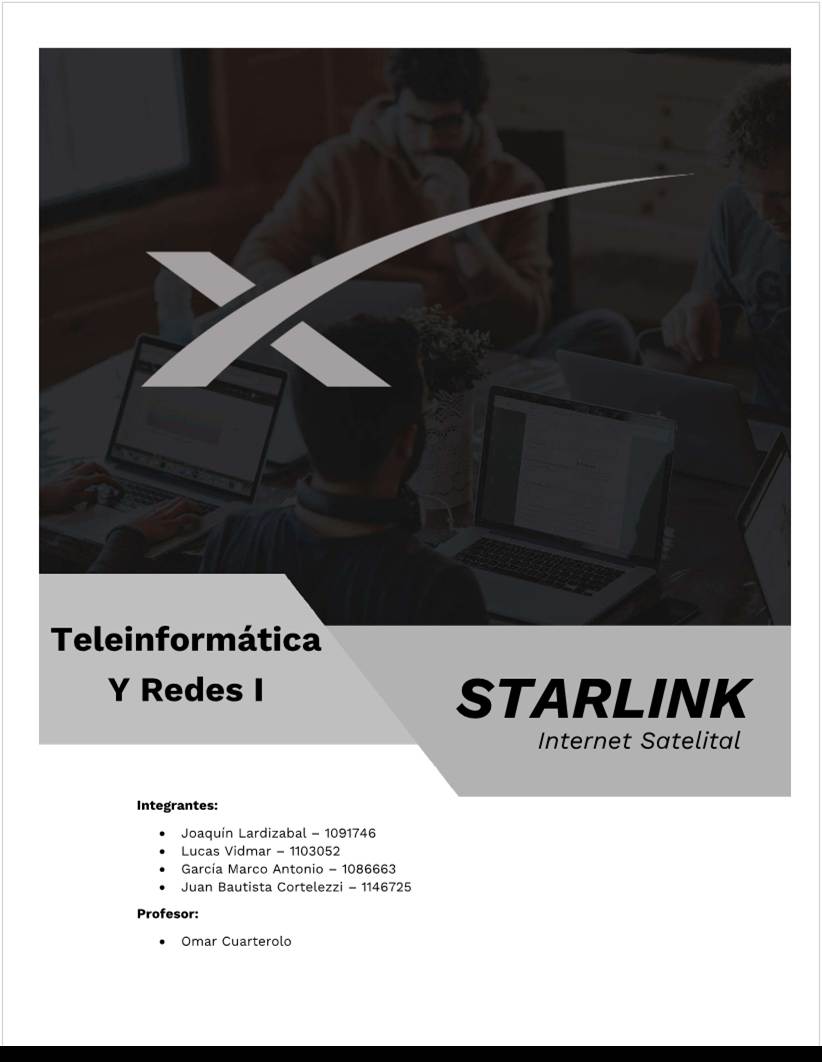 Teleinformática
Y Redes I
STARLINK
Internet Satelital
Integrantes:
• Joaquín Lardizabal – 1091746
• Lucas Vidmar – 1103052
• García Marco Antonio – 1086663
• Juan Bautista Cortelezzi – 1146725
Profesor:
• Omar Cuarterolo